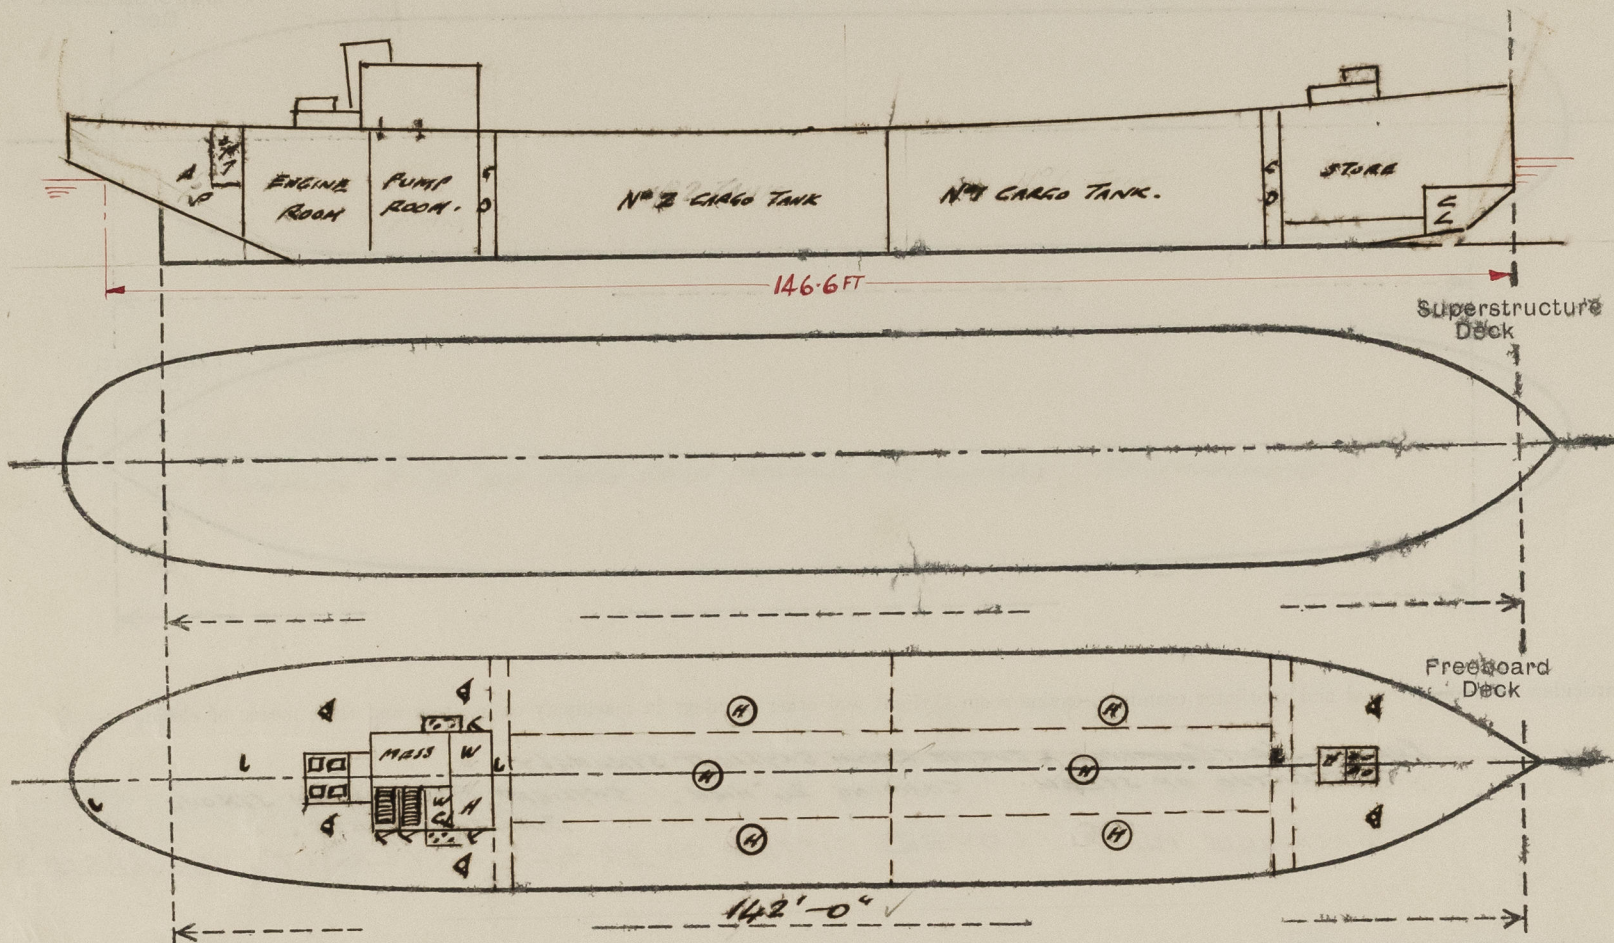 A
P
F
W
T
ENGINE
ROOM
PUMP
ROOM.
C
D
Nº 2 CARGO TANK
Nº 1 CARGO TANK.
C
D
STORE
C
L
146·6 FT
Superstructure
Deck
Freeboard
Deck
MESS
W
H
W
C
H
H
H
H
H
H
H
142'-0"